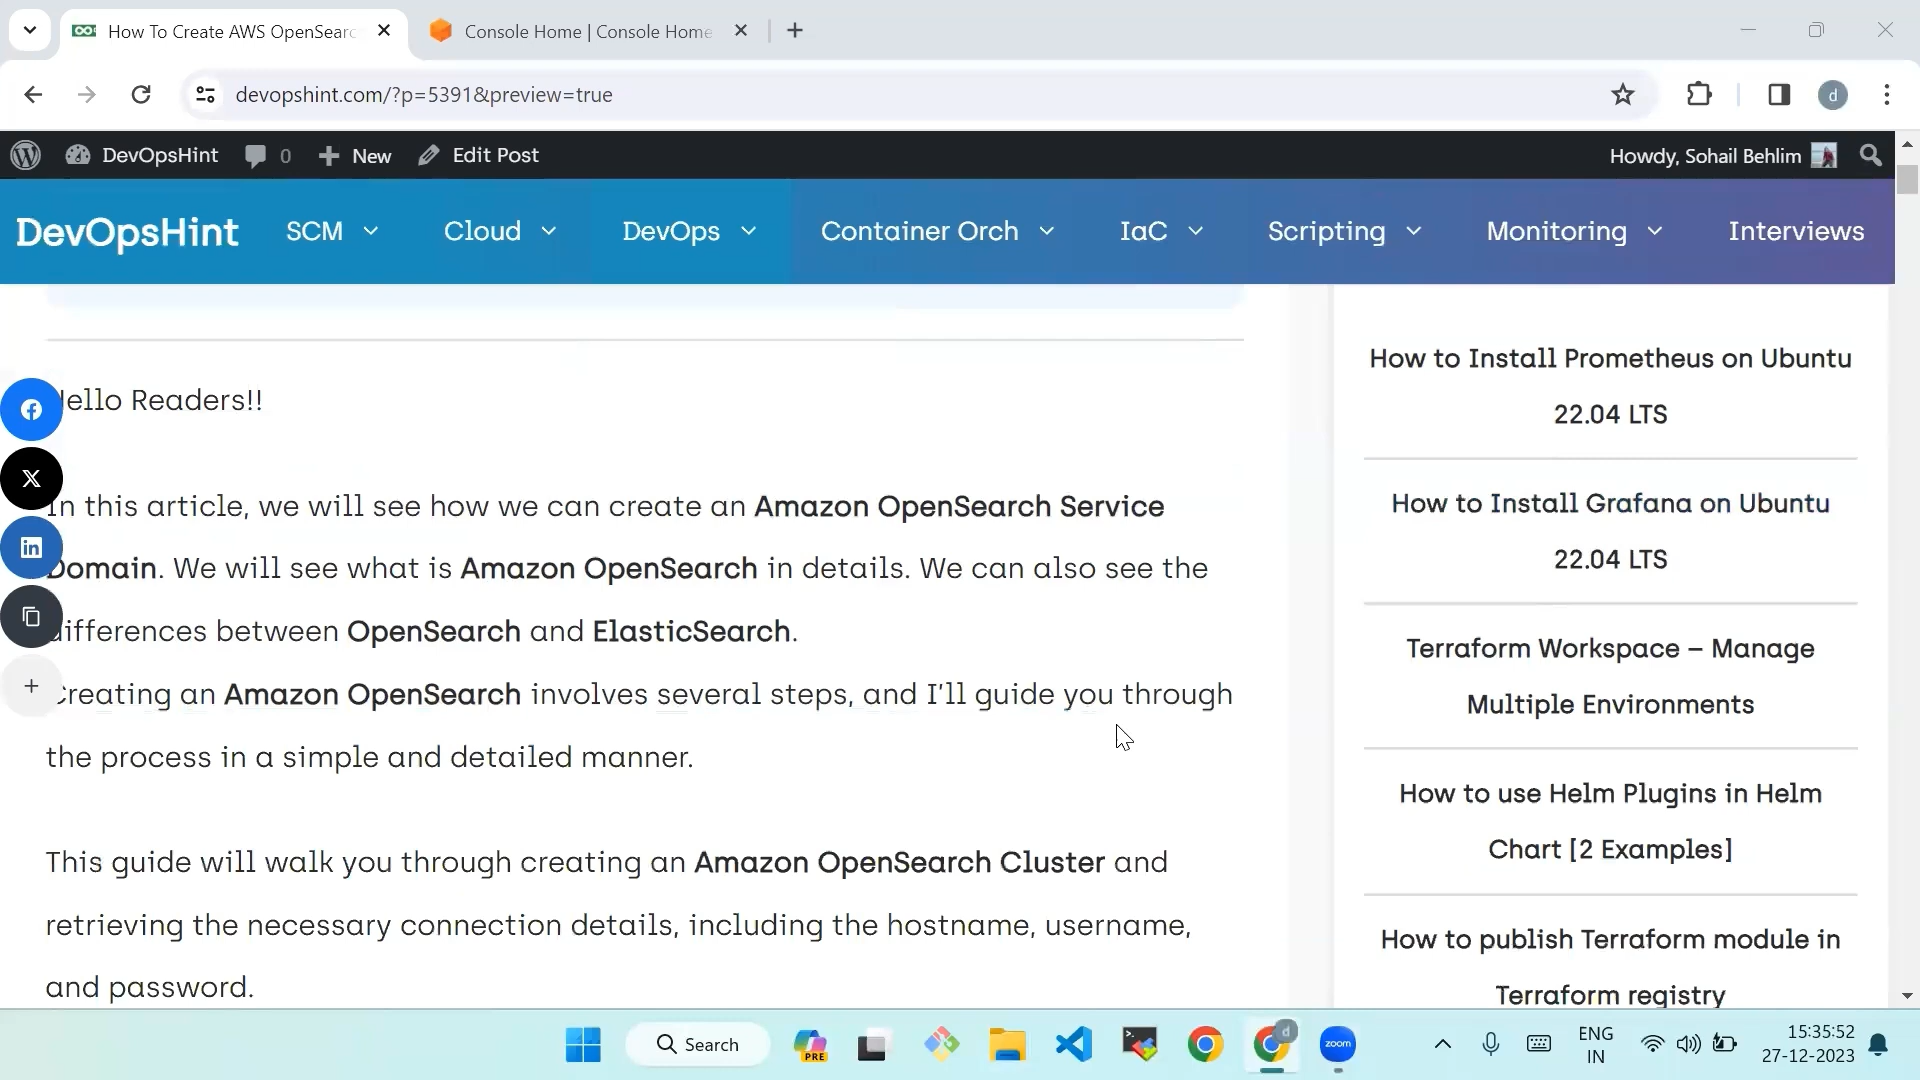 How To Create AWS OpenSearc
Console Home | Console Home
devopshint.com/?p=5391&preview=true
d
DevOpsHint
0
New
Edit Post
Howdy, Sohail Behlim
DevOpsHint
SCM
Cloud
DevOps
Container Orch
IaC
Scripting
Monitoring
Interviews
Hello Readers!!
In this article, we will see how we can create an Amazon OpenSearch Service
Domain. We will see what is Amazon OpenSearch in details. We can also see the
differences between OpenSearch and ElasticSearch.
Creating an Amazon OpenSearch involves several steps, and I'll guide you through
the process in a simple and detailed manner.
This guide will walk you through creating an Amazon OpenSearch Cluster and
retrieving the necessary connection details, including the hostname, username,
and password.
How to Install Prometheus on Ubuntu
22.04 LTS
How to Install Grafana on Ubuntu
22.04 LTS
Terraform Workspace – Manage
Multiple Environments
How to use Helm Plugins in Helm
Chart [2 Examples]
How to publish Terraform module in
Terraform registry
Search
PRE
d
zoom
ENG
IN
15:35:52
27-12-2023